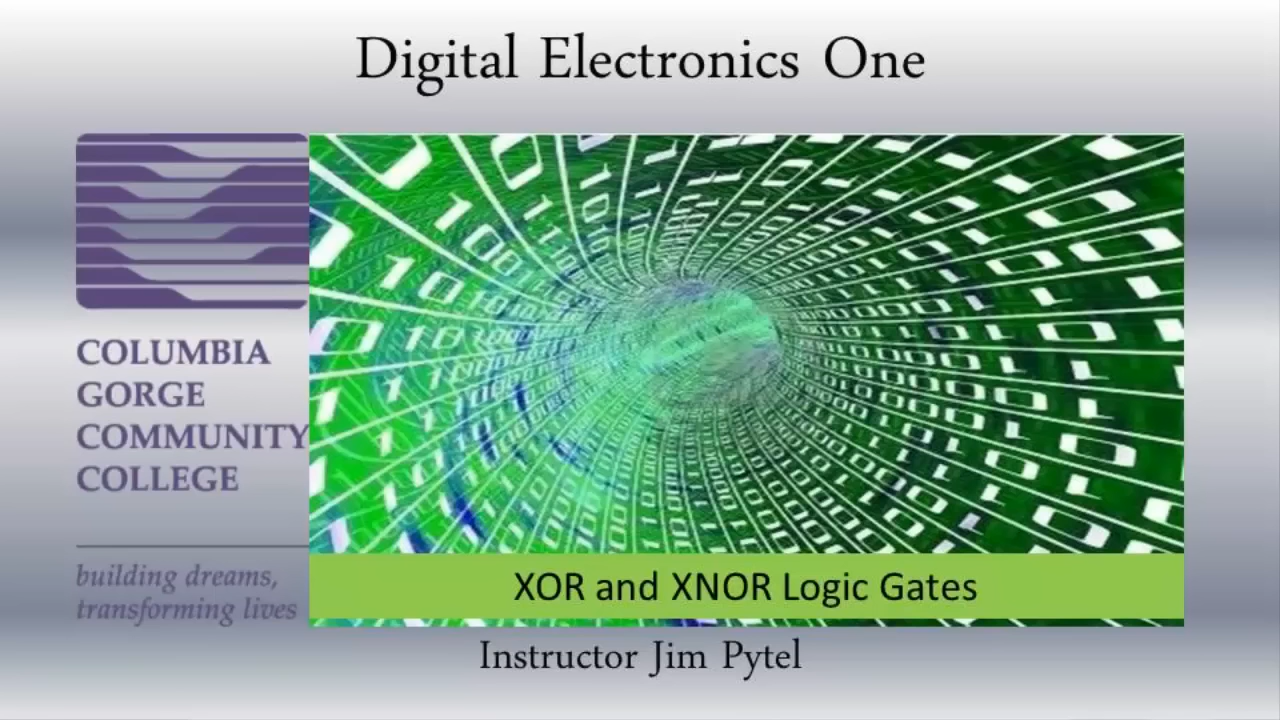 Digital Electronics One
COLUMBIA
GORGE
COMMUNITY
COLLEGE
building dreams,
transforming lives
XOR and XNOR Logic Gates
Instructor Jim Pytel